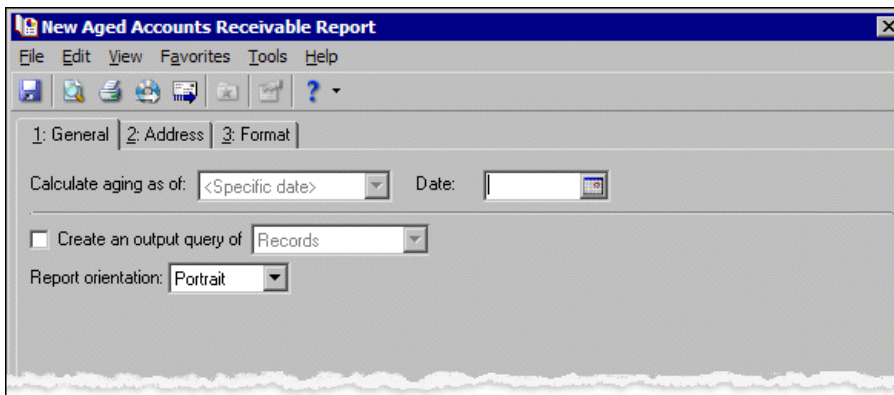 New Aged Accounts Receivable Report
File Edit View Favorites Tools Help
1: General 2: Address 3: Format
Calculate aging as of: <Specific date> Date:
Create an output query of Records
Report orientation: Portrait